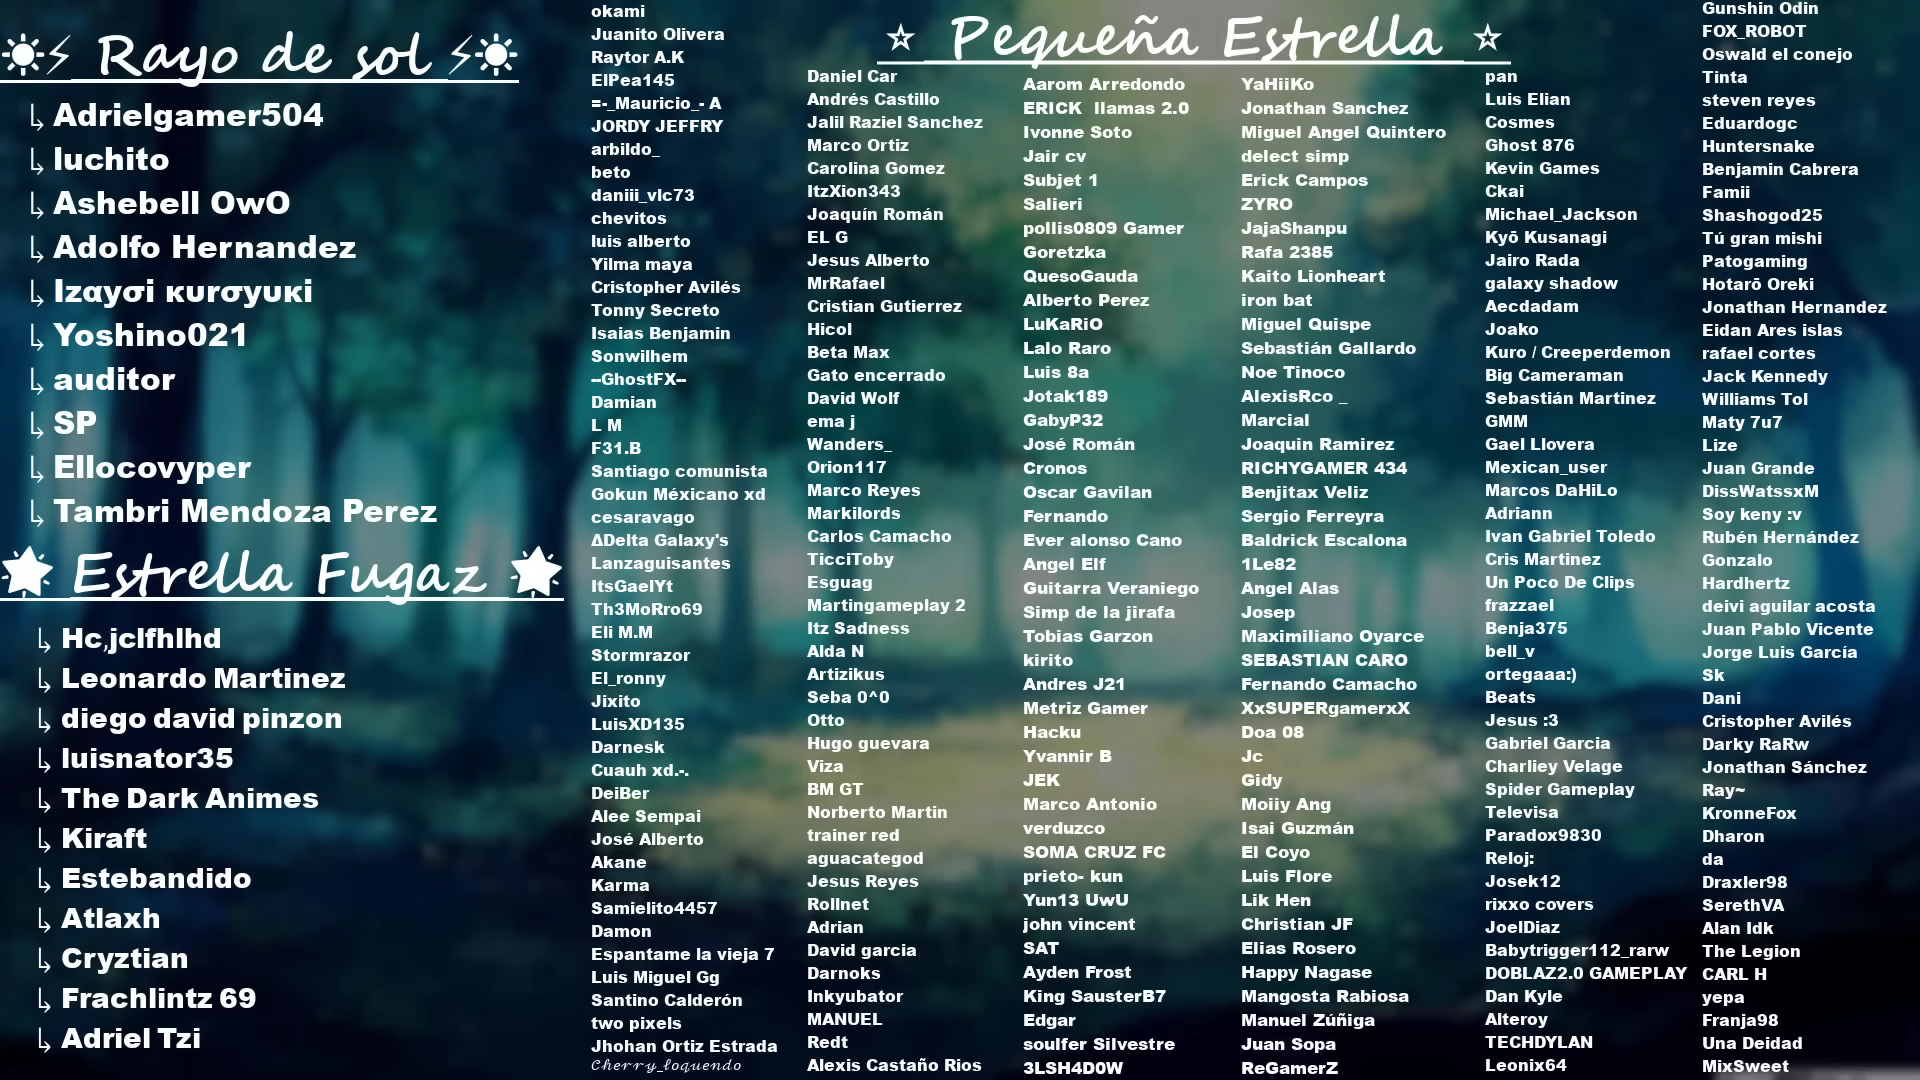 ☀⚡ Rayo de sol ⚡☀
↳ Adrielgamer504
↳ luchito
↳ Ashebell OwO
↳ Adolfo Hernandez
↳ Izαyσi кurσyuкi
↳ Yoshino021
↳ auditor
↳ SP
↳ Ellocovyper
↳ Tambri Mendoza Perez
🌟 Estrella Fugaz 🌟
↳ Hc,jclfhlhd
↳ Leonardo Martinez
↳ diego david pinzon
↳ luisnator35
↳ The Dark Animes
↳ Kiraft
↳ Estebandido
↳ Atlaxh
↳ Cryztian
↳ Frachlintz 69
↳ Adriel Tzi
☆ Pequeña Estrella ☆
okami
Juanito Olivera
Raytor A.K
ElPea145
=-_Mauricio_- A
JORDY JEFFRY
arbildo_
beto
daniii_vlc73
chevitos
luis alberto
Yilma maya
Cristopher Avilés
Tonny Secreto
Isaias Benjamin
Sonwilhem
--GhostFX--
Damian
L M
F31.B
Santiago comunista
Gokun Méxicano xd
cesaravago
ΔDelta Galaxy's
Lanzaguisantes
ItsGaelYt
Th3MoRro69
Eli M.M
Stormrazor
El_ronny
Jixito
LuisXD135
Darnesk
Cuauh xd.-.
DeiBer
Alee Sempai
José Alberto
Akane
Karma
Samielito4457
Damon
Espantame la vieja 7
Luis Miguel Gg
Santino Calderón
two pixels
Jhohan Ortiz Estrada
𝓒𝓱𝓮𝓻𝓻𝔂_𝓵𝓸𝓺𝓾𝓮𝓷𝓭𝓸
Daniel Car
Andrés Castillo
Jalil Raziel Sanchez
Marco Ortiz
Carolina Gomez
ItzXion343
Joaquín Román
EL G
Jesus Alberto
MrRafael
Cristian Gutierrez
Hicol
Beta Max
Gato encerrado
David Wolf
ema j
Wanders_
Orion117
Marco Reyes
Markilords
Carlos Camacho
TicciToby
Esguag
Martingameplay 2
Itz Sadness
Alda N
Artizikus
Seba 0^0
Otto
Hugo guevara
Viza
BM GT
Norberto Martin
trainer red
aguacategod
Jesus Reyes
Rollnet
Adrian
David garcia
Darnoks
Inkyubator
MANUEL
Redt
Alexis Castaño Rios
Aarom Arredondo
ERICK  llamas 2.0
Ivonne Soto
Jair cv
Subjet 1
Salieri
pollis0809 Gamer
Goretzka
QuesoGauda
Alberto Perez
LuKaRiO
Lalo Raro
Luis 8a
Jotak189
GabyP32
José Román
Cronos
Oscar Gavilan
Fernando
Ever alonso Cano
Angel Elf
Guitarra Veraniego
Simp de la jirafa
Tobias Garzon
kirito
Andres J21
Metriz Gamer
Hacku
Yvannir B
JEK
Marco Antonio
verduzco
SOMA CRUZ FC
prieto- kun
Yun13 UwU
john vincent
SAT
Ayden Frost
King SausterB7
Edgar
soulfer Silvestre
3LSH4D0W
YaHiiKo
Jonathan Sanchez
Miguel Angel Quintero
delect simp
Erick Campos
ZYRO
JajaShanpu
Rafa 2385
Kaito Lionheart
iron bat
Miguel Quispe
Sebastián Gallardo
Noe Tinoco
AlexisRco _
Marcial
Joaquin Ramirez
RICHYGAMER 434
Benjitax Veliz
Sergio Ferreyra
Baldrick Escalona
1Le82
Angel Alas
Josep
Maximiliano Oyarce
SEBASTIAN CARO
Fernando Camacho
XxSUPERgamerxX
Doa 08
Jc
Gidy
Moiiy Ang
Isai Guzmán
El Coyo
Luis Flore
Lik Hen
Christian JF
Elias Rosero
Happy Nagase
Mangosta Rabiosa
Manuel Zúñiga
Juan Sopa
ReGamerZ
pan
Luis Elian
Cosmes
Ghost 876
Kevin Games
Ckai
Michael_Jackson
Kyō Kusanagi
Jairo Rada
galaxy shadow
Aecdadam
Joako
Kuro / Creeperdemon
Big Cameraman
Sebastián Martinez
GMM
Gael Llovera
Mexican_user
Marcos DaHiLo
Adriann
Ivan Gabriel Toledo
Cris Martinez
Un Poco De Clips
frazzael
Benja375
bell_v
ortegaaa:)
Beats
Jesus :3
Gabriel Garcia
Charliey Velage
Spider Gameplay
Televisa
Paradox9830
Reloj:
Josek12
rixxo covers
JoelDiaz
Babytrigger112_rarw
DOBLAZ2.0 GAMEPLAY
Dan Kyle
Alteroy
TECHDYLAN
Leonix64
Gunshin Odin
FOX_ROBOT
Oswald el conejo
Tinta
steven reyes
Eduardogc
Huntersnake
Benjamin Cabrera
Famii
Shashogod25
Tú gran mishi
Patogaming
Hotarō Oreki
Jonathan Hernandez
Eidan Ares islas
rafael cortes
Jack Kennedy
Williams Tol
Maty 7u7
Lize
Juan Grande
DissWatssxM
Soy keny :v
Rubén Hernández
Gonzalo
Hardhertz
deivi aguilar acosta
Juan Pablo Vicente
Jorge Luis García
Sk
Dani
Cristopher Avilés
Darky RaRw
Jonathan Sánchez
Ray~
KronneFox
Dharon
da
Draxler98
SerethVA
Alan Idk
The Legion
CARL H
yepa
Franja98
Una Deidad
MixSweet